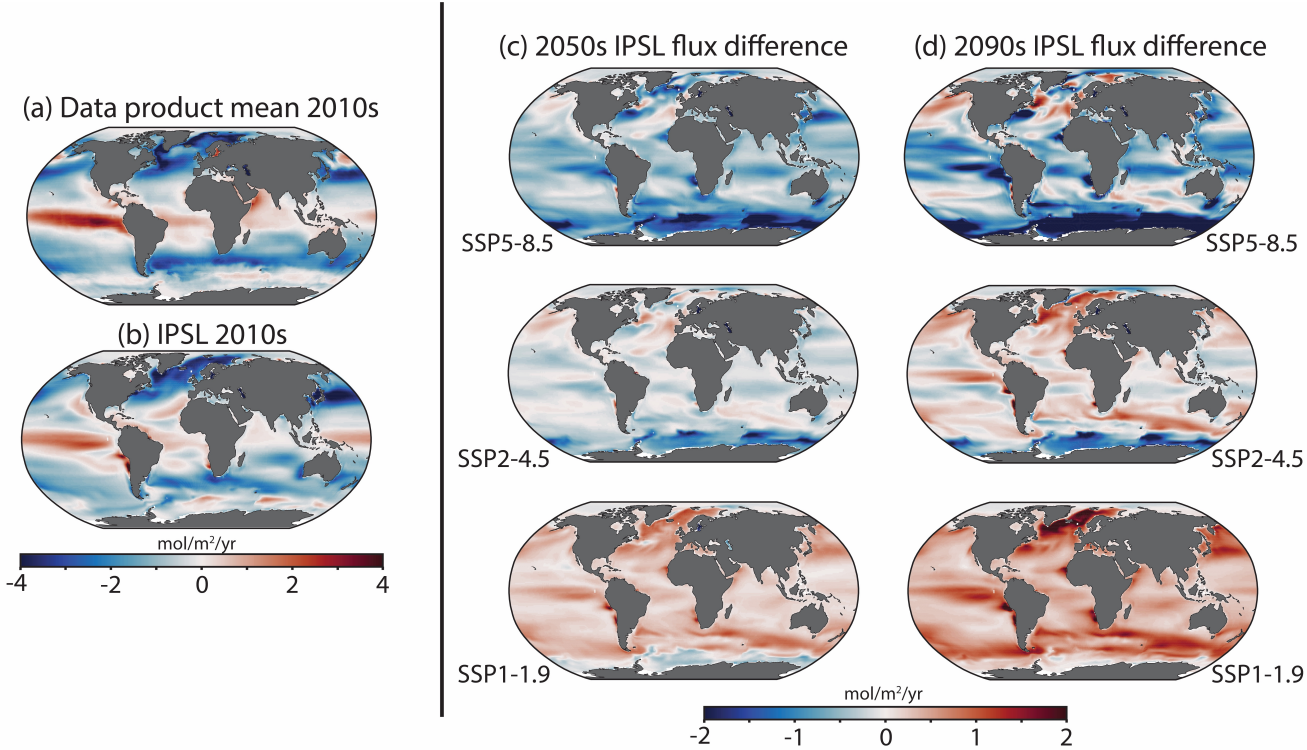 (a) Data product mean 2010s
(b) IPSL 2010s
mol/m²/yr
-4 -2 0 2 4
(c) 2050s IPSL flux difference
(d) 2090s IPSL flux difference
SSP5-8.5
SSP5-8.5
SSP2-4.5
SSP2-4.5
SSP1-1.9
SSP1-1.9
mol/m²/yr
-2 -1 0 1 2